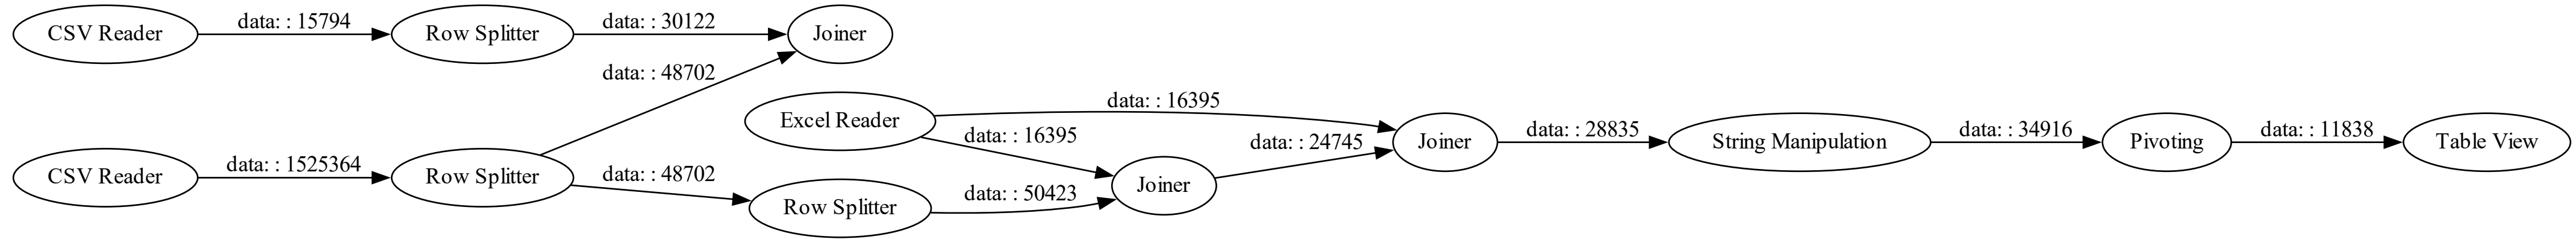 CSV Reader
data: : 15794
Row Splitter
data: : 30122
Joiner
data: : 48702
Excel Reader
data: : 16395
data: : 16395
CSV Reader
data: : 1525364
Row Splitter
data: : 48702
Row Splitter
data: : 50423
Joiner
data: : 24745
Joiner
data: : 28835
String Manipulation
data: : 34916
Pivoting
data: : 11838
Table View